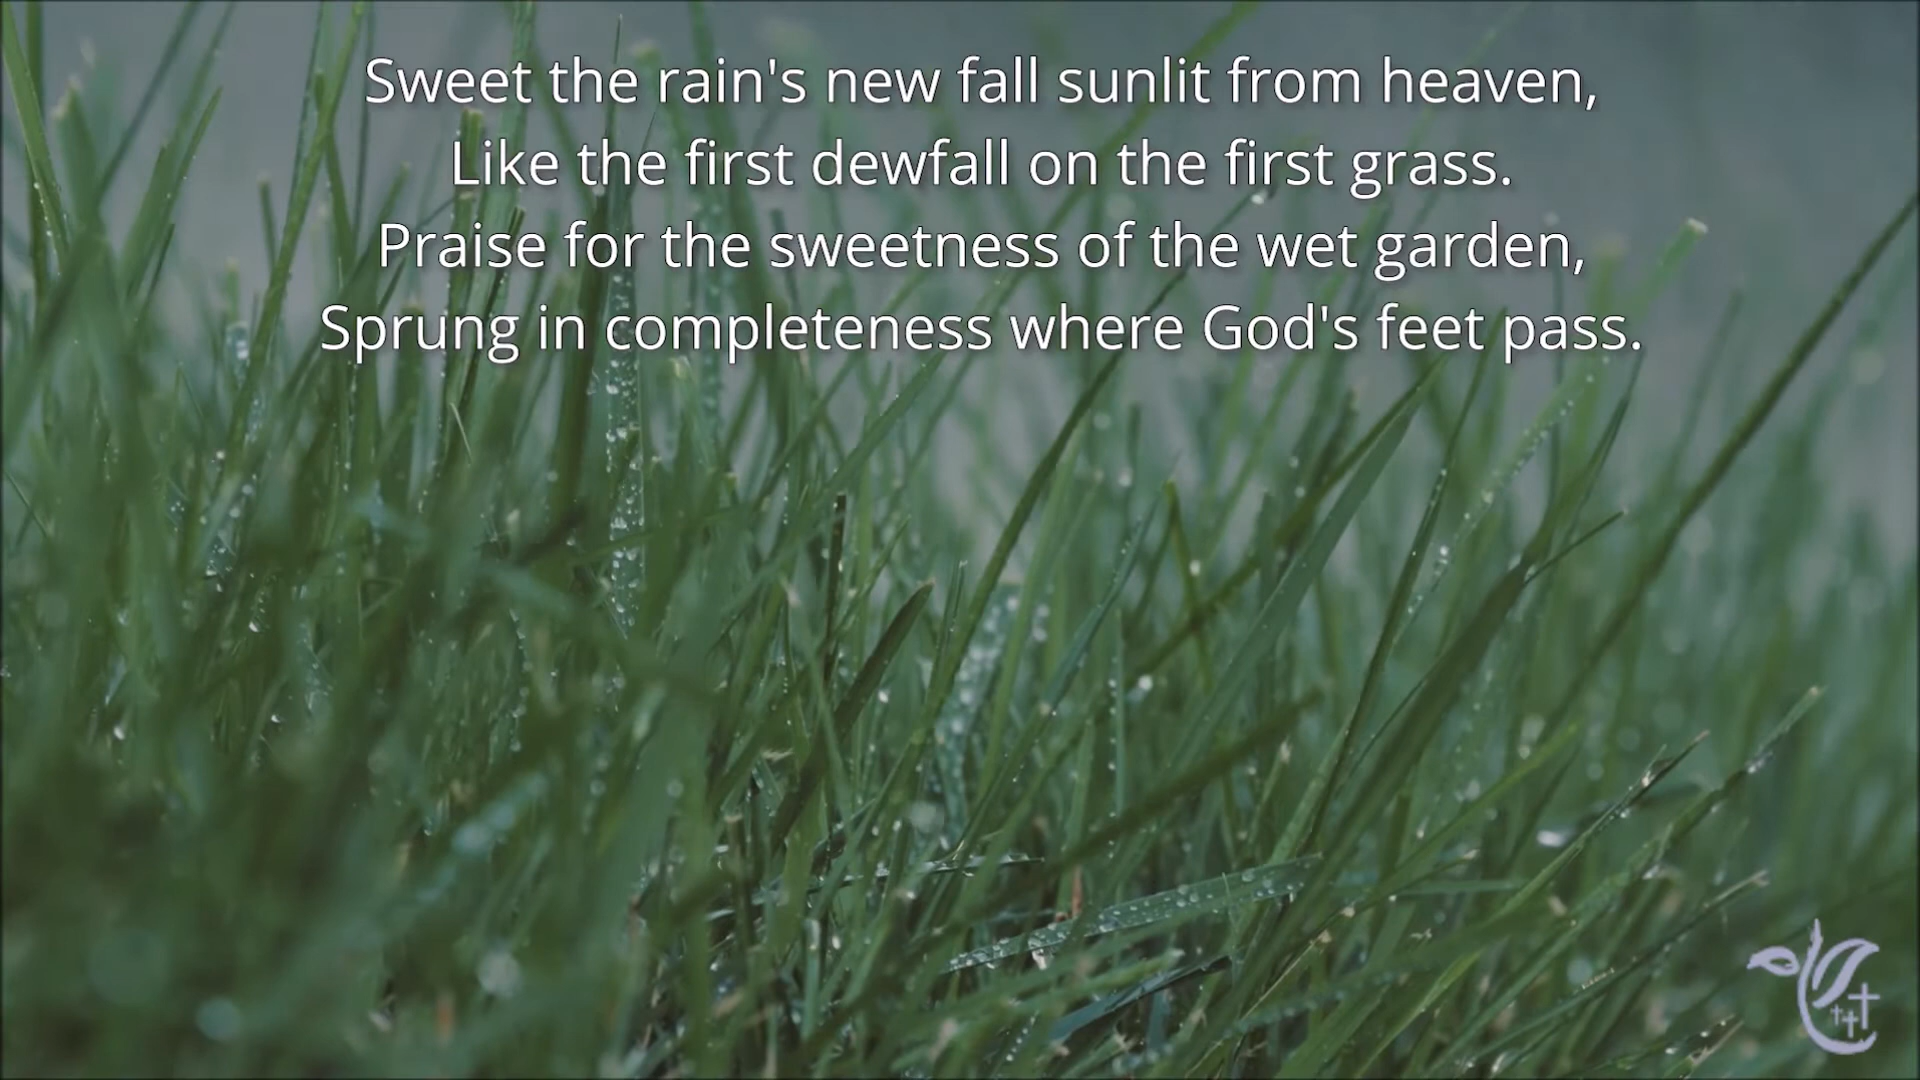 Sweet the rain's new fall sunlit from heaven,
Like the first dewfall on the first grass.
Praise for the sweetness of the wet garden,
Sprung in completeness where God's feet pass.